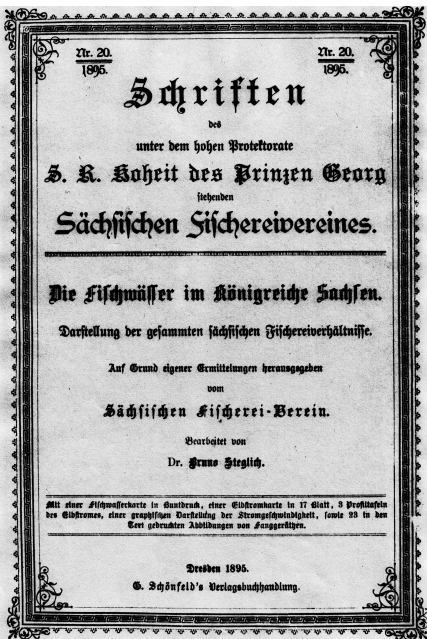 Nr. 20. Nr. 20.
1895. 1895.
Schriften
des
unter dem hohen Protektorate
S. K. Hoheit des Prinzen Georg
stehenden
Sächsischen Fischereivereines.
Die Fischwässer im Königreiche Sachsen.
Darstellung der gesammten sächsischen Fischereiverhältnisse.
Auf Grund eigener Ermittelungen herausgegeben
vom
Sächsischen Fischerei-Verein.
Bearbeitet von
Dr. Bruno Steglich.
Mit einer Fischwasserkarte in Buntdruck, einer Elbstromkarte in 17 Blatt, 3 Profiltafeln
des Elbstromes, einer graphischen Darstellung der Stromgeschwindigkeit, sowie 23 in den
Text gedruckten Abbildungen von Fanggeräthen.
Dresden 1895.
G. Schönfeld's Verlagsbuchhandlung.